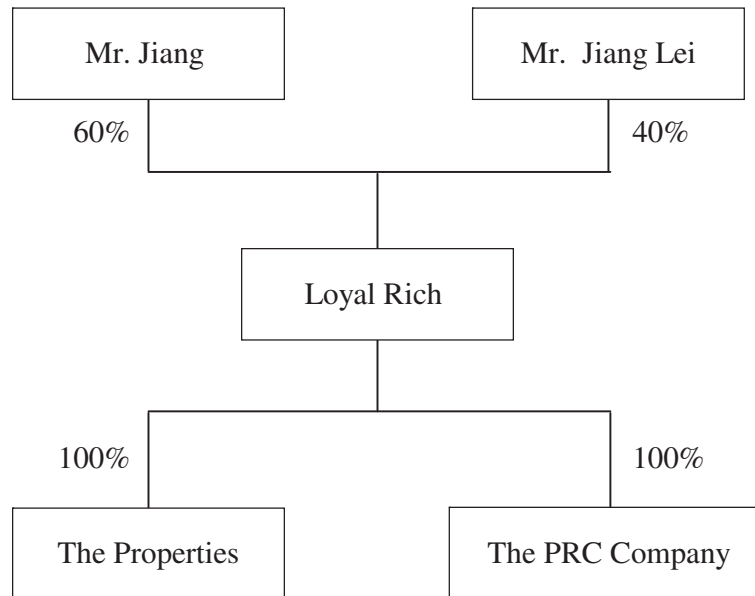 Mr. Jiang
Mr. Jiang Lei
60%
40%
Loyal Rich
100%
100%
The Properties
The PRC Company